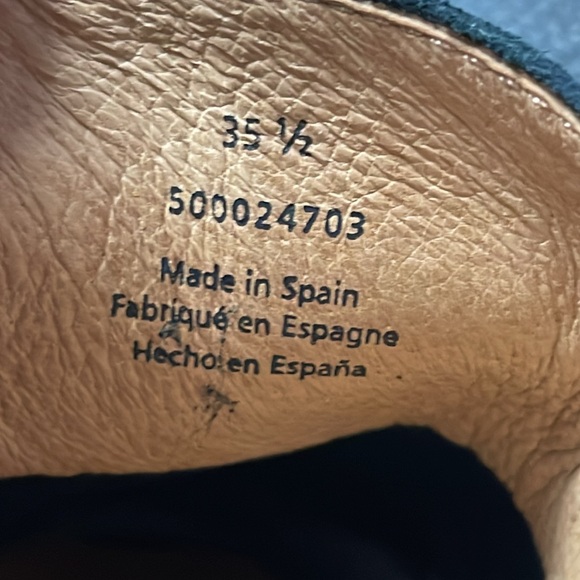 35 ½
500024703
Made in Spain
Fabriqué en Espagne
Hecho en España